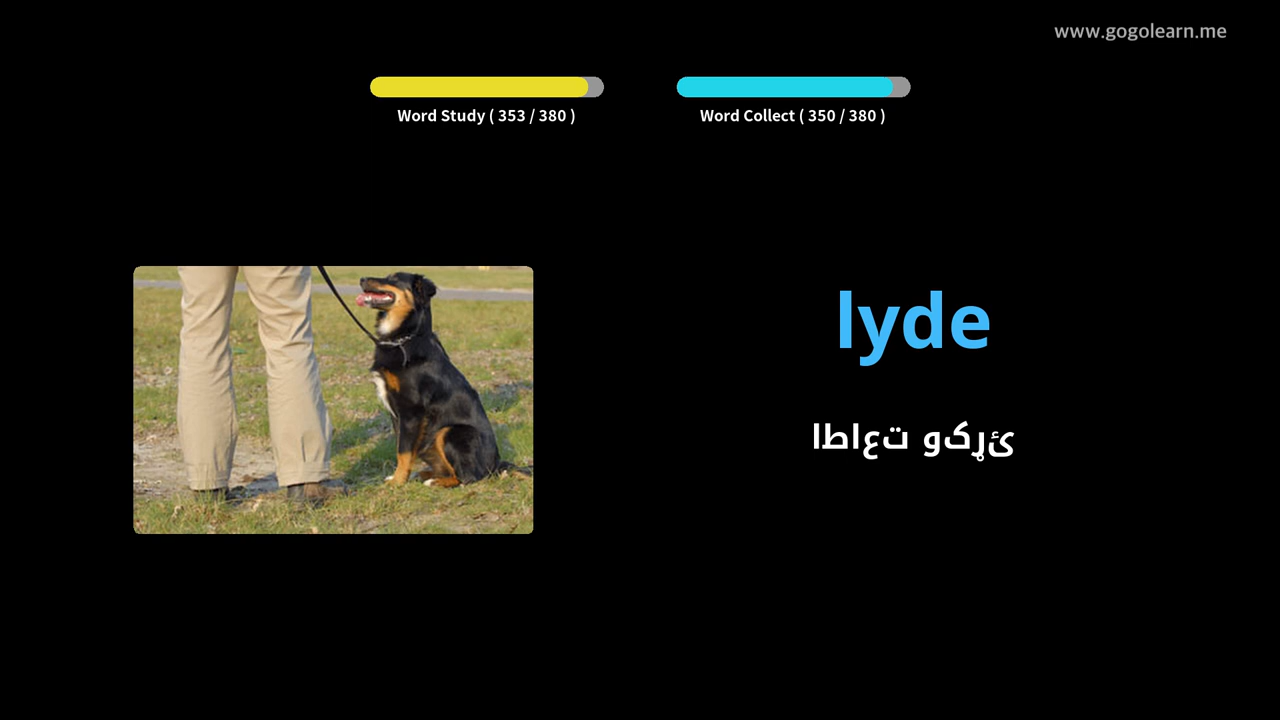 www.gogolearn.me
Word Study ( 353 / 380 )
Word Collect ( 350 / 380 )
lyde
اطاعت وکړئ